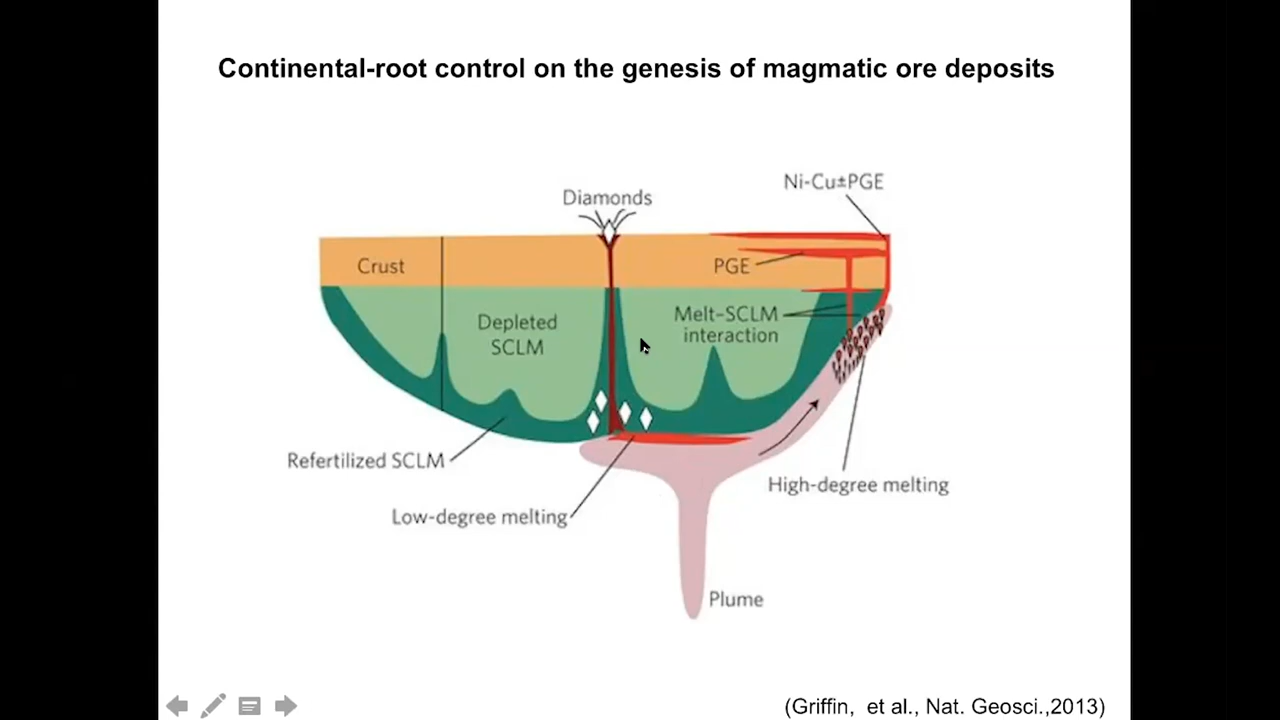 Continental-root control on the genesis of magmatic ore deposits
Ni-Cu±PGE
Diamonds
Crust
PGE
Depleted
SCLM
Melt–SCLM
interaction
Refertilized SCLM
High-degree melting
Low-degree melting
Plume
(Griffin, et al., Nat. Geosci.,2013)